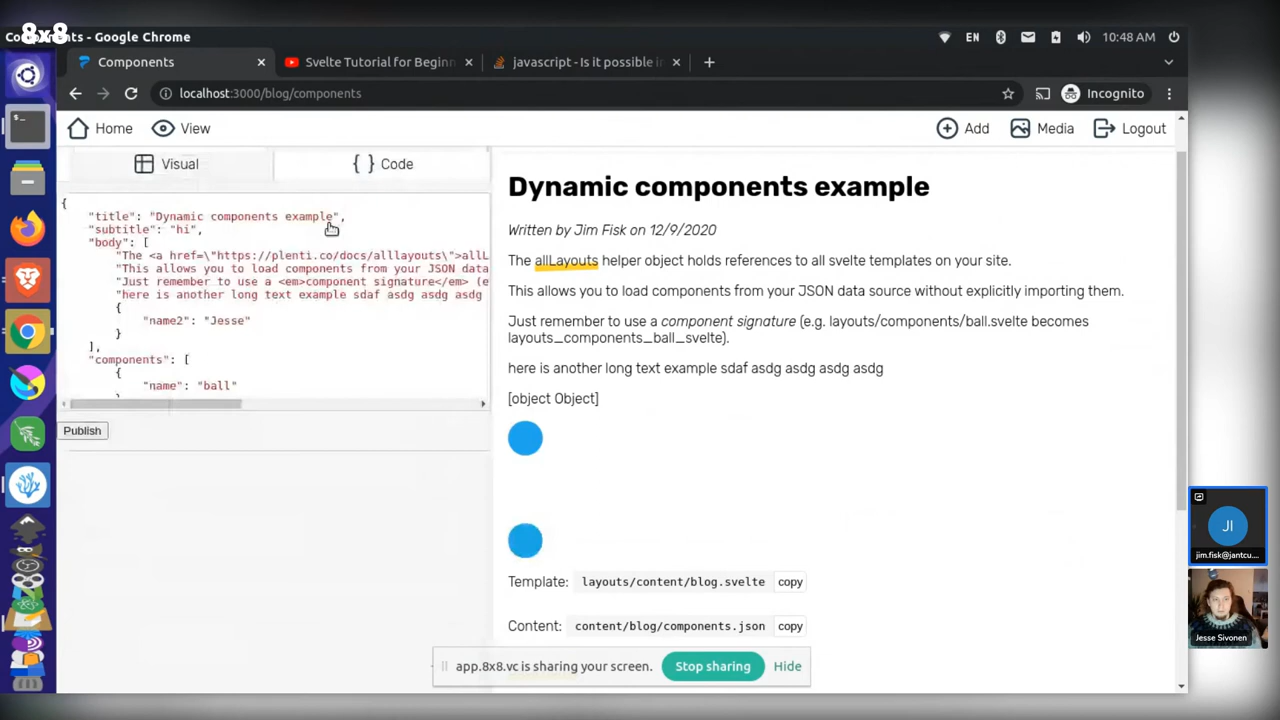 8x8
Components - Google Chrome
EN
10:48 AM
Components
Svelte Tutorial for Beginn
javascript - Is it possible i
localhost:3000/blog/components
Incognito
Home
View
Add
Media
Logout
Visual
{ } Code
{
"title": "Dynamic components example",
"subtitle": "hi",
"body": [
"The <a href=\"https://plenti.co/docs/alllayouts\">allL
"This allows you to load components from your JSON data
"Just remember to use a <em>component signature</em> (e
"here is another long text example sdaf asdg asdg asdg
{
"name2": "Jesse"
}
],
"components": [
{
"name": "ball"
Publish
Dynamic components example
Written by Jim Fisk on 12/9/2020
The allLayouts helper object holds references to all svelte templates on your site.
This allows you to load components from your JSON data source without explicitly importing them.
Just remember to use a component signature (e.g. layouts/components/ball.svelte becomes
layouts_components_ball_svelte).
here is another long text example sdaf asdg asdg asdg asdg
[object Object]
Template: layouts/content/blog.svelte copy
Content: content/blog/components.json copy
app.8x8.vc is sharing your screen. Stop sharing Hide
JI
jim.fisk@jantcu....
Jesse Sivonen